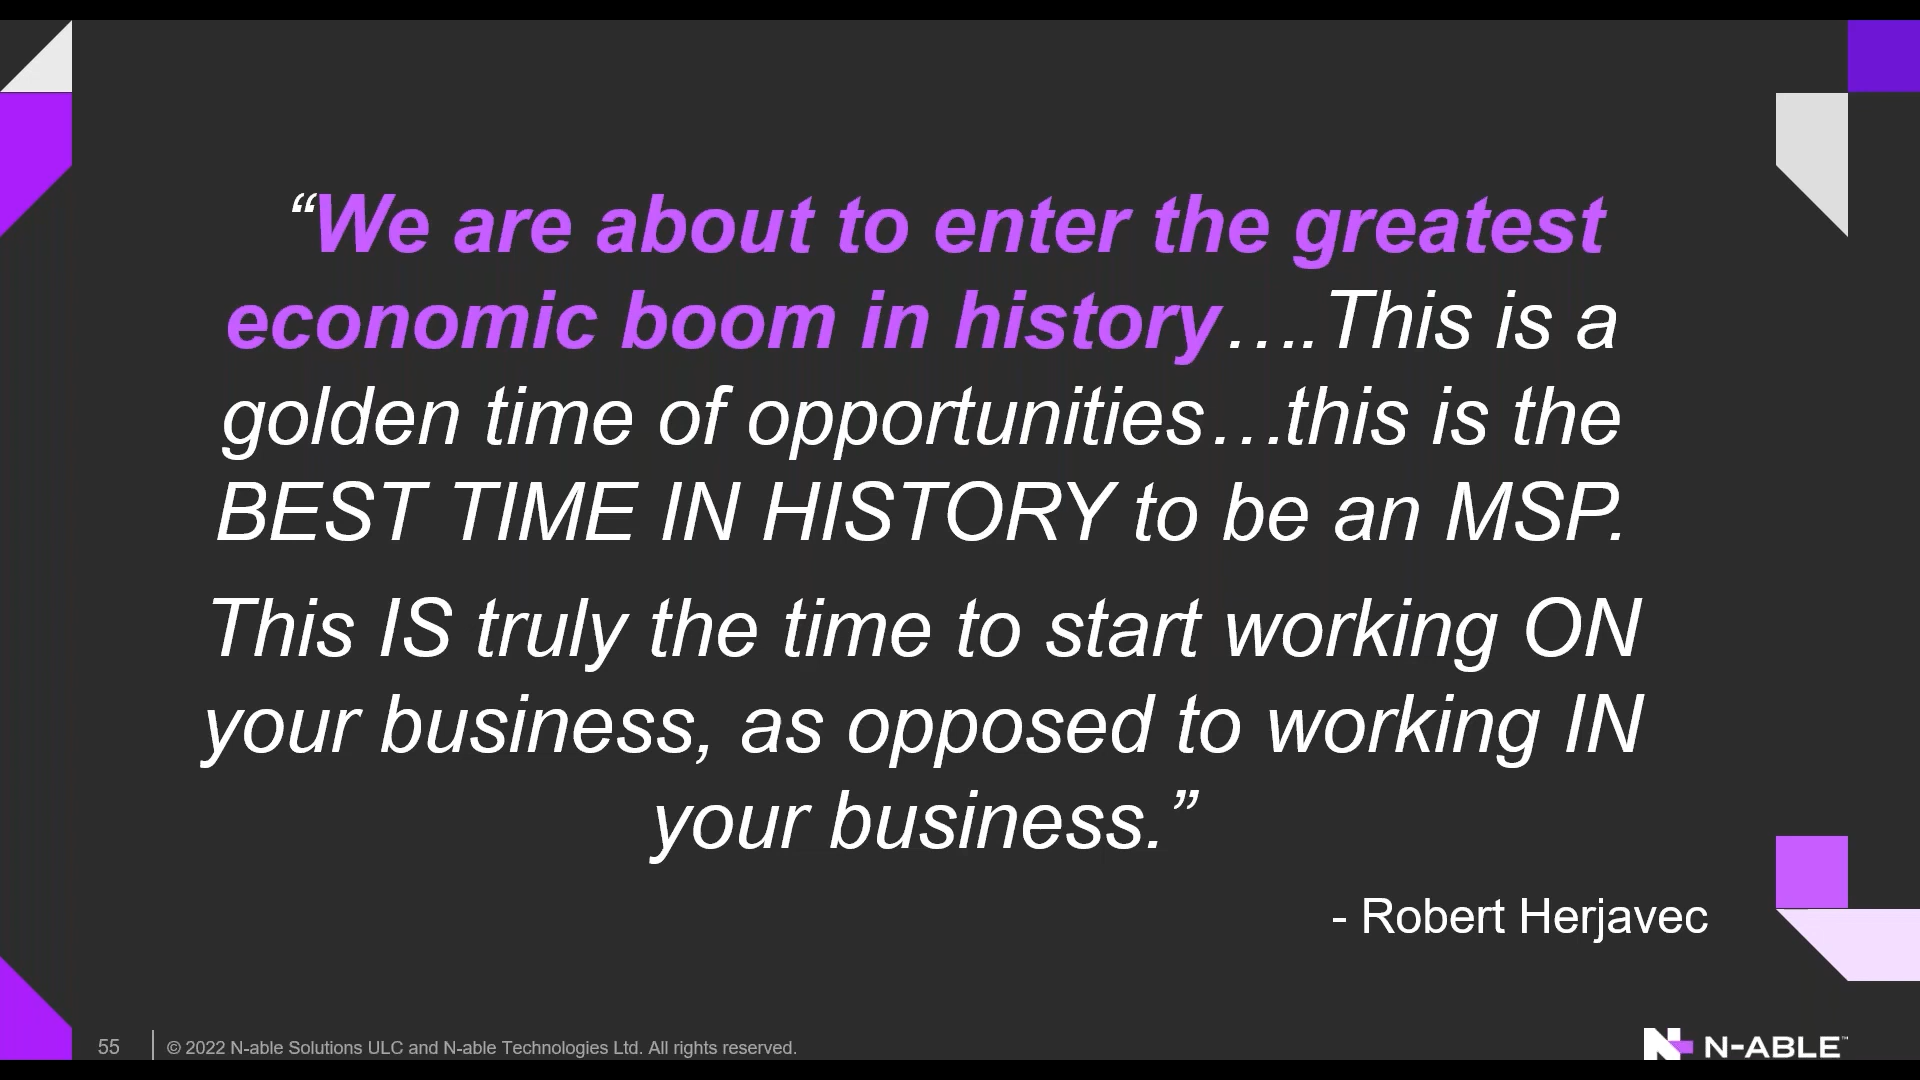 “We are about to enter the greatest
economic boom in history….This is a
golden time of opportunities…this is the
BEST TIME IN HISTORY to be an MSP.
This IS truly the time to start working ON
your business, as opposed to working IN
your business.”
- Robert Herjavec
55
© 2022 N-able Solutions ULC and N-able Technologies Ltd. All rights reserved.
N-ABLE™